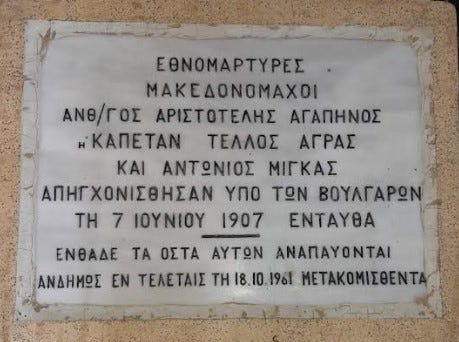 ΕΘΝΟΜΑΡΤΥΡΕΣ
ΜΑΚΕΔΟΝΟΜΑΧΟΙ
ΑΝΘ/ΓΟΣ ΑΡΙΣΤΟΤΕΛΗΣ ΑΓΑΠΗΝΟΣ
Ή ΚΑΠΕΤΑΝ ΤΕΛΛΟΣ ΑΓΡΑΣ
ΚΑΙ ΑΝΤΩΝΙΟΣ ΜΙΓΚΑΣ
ΑΠΗΓΧΟΝΙΣΘΗΣΑΝ ΥΠΟ ΤΩΝ ΒΟΥΛΓΑΡΩΝ
ΤΗ 7 ΙΟΥΝΙΟΥ 1907 ΕΝΤΑΥΘΑ
ΕΝΘΑΔΕ ΤΑ ΟΣΤΑ ΑΥΤΩΝ ΑΝΑΠΑΥΟΝΤΑΙ
ΑΝΔΗΜΩΣ ΕΝ ΤΕΛΕΤΑΙΣ ΤΗ 18.10.1961 ΜΕΤΑΚΟΜΙΣΘΕΝΤΑ